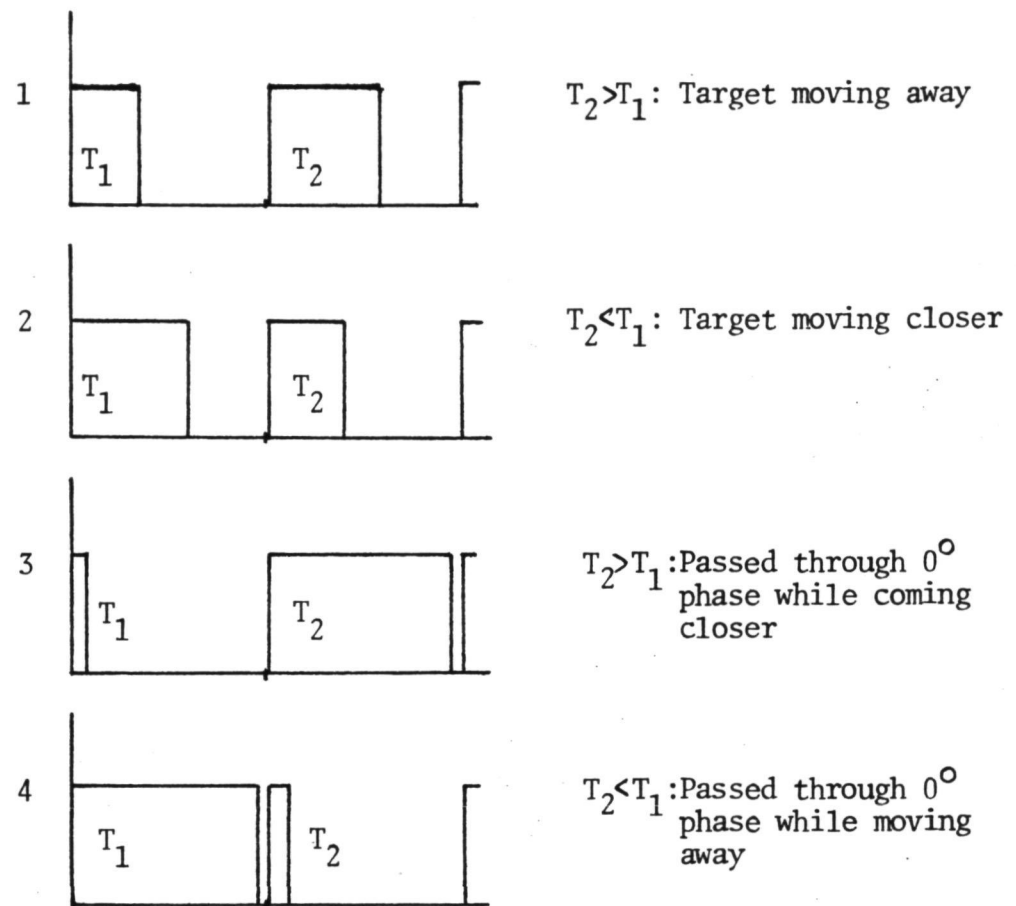 1
T₁
T₂
T₂>T₁: Target moving away
2
T₁
T₂
T₂<T₁: Target moving closer
3
T₁
T₂
T₂>T₁:Passed through 0°
phase while coming
closer
4
T₁
T₂
T₂<T₁:Passed through 0°
phase while moving
away